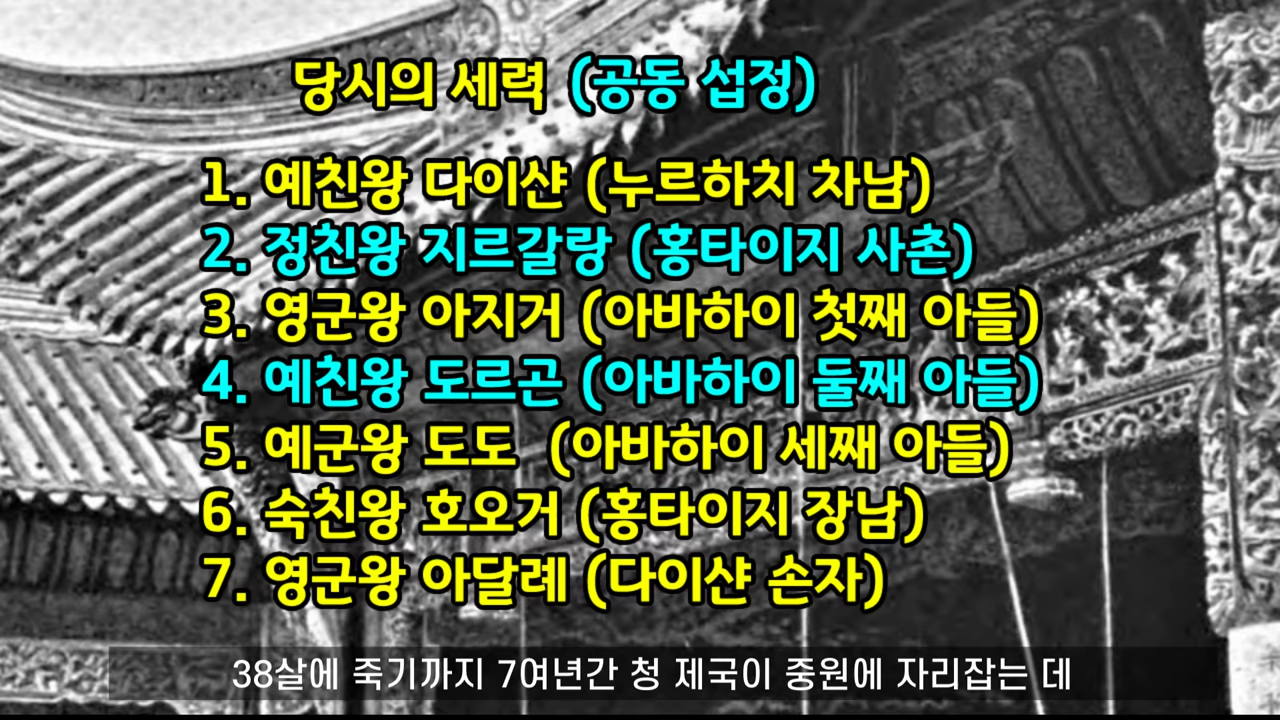 당시의 세력 (공동 섭정)
1. 예친왕 다이샨 (누르하치 차남)
2. 정친왕 지르갈랑 (홍타이지 사촌)
3. 영군왕 아지거 (아바하이 첫째 아들)
4. 예친왕 도르곤 (아바하이 둘째 아들)
5. 예군왕 도도 (아바하이 세째 아들)
6. 숙친왕 호오거 (홍타이지 장남)
7. 영군왕 아달례 (다이샨 손자)
38살에 죽기까지 7여년간 청 제국이 중원에 자리잡는 데